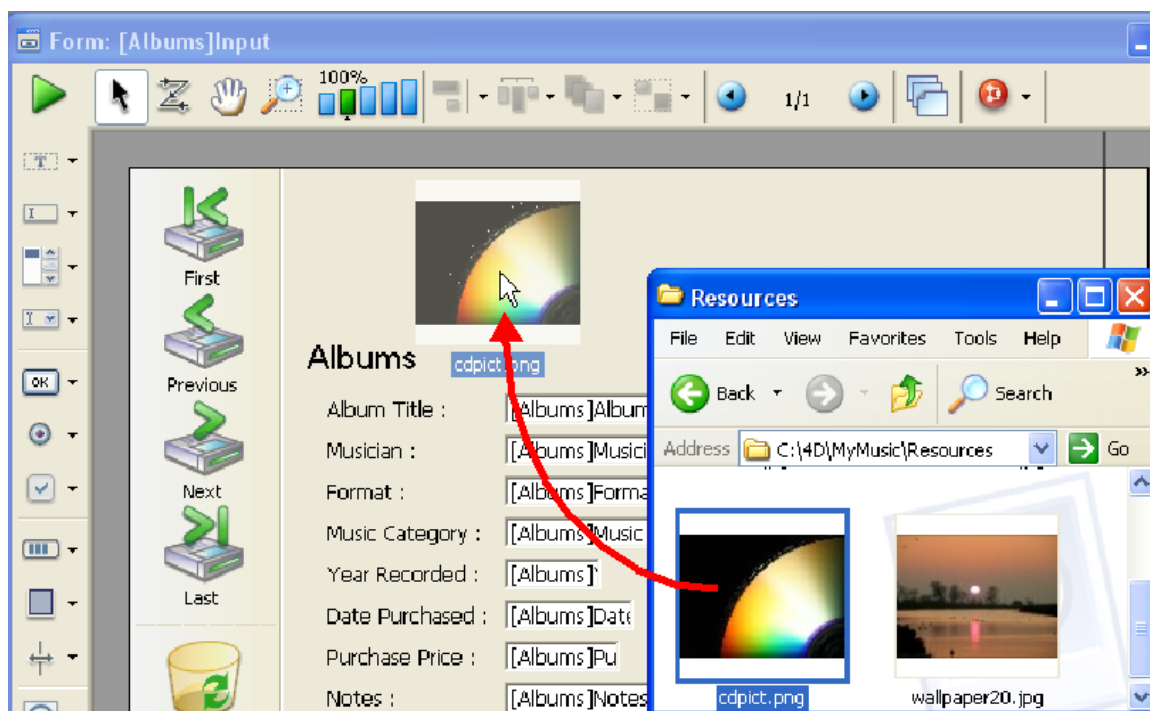 Form: [Albums]Input
100%
1/1
First
Previous
Next
Last
Albums
cdpict.png
Album Title :
[Albums]Album
Musician :
[Albums]Musici
Format :
[Albums]Forma
Music Category :
[Albums]Music
Year Recorded :
[Albums]
Date Purchased :
[Albums]Date
Purchase Price :
[Albums]Pu
Notes :
[Albums]Notes
OK
Resources
File Edit View Favorites Tools Help
Back Search
Address C:\4D\MyMusic\Resources Go
cdpict.png wallpaper20.jpg